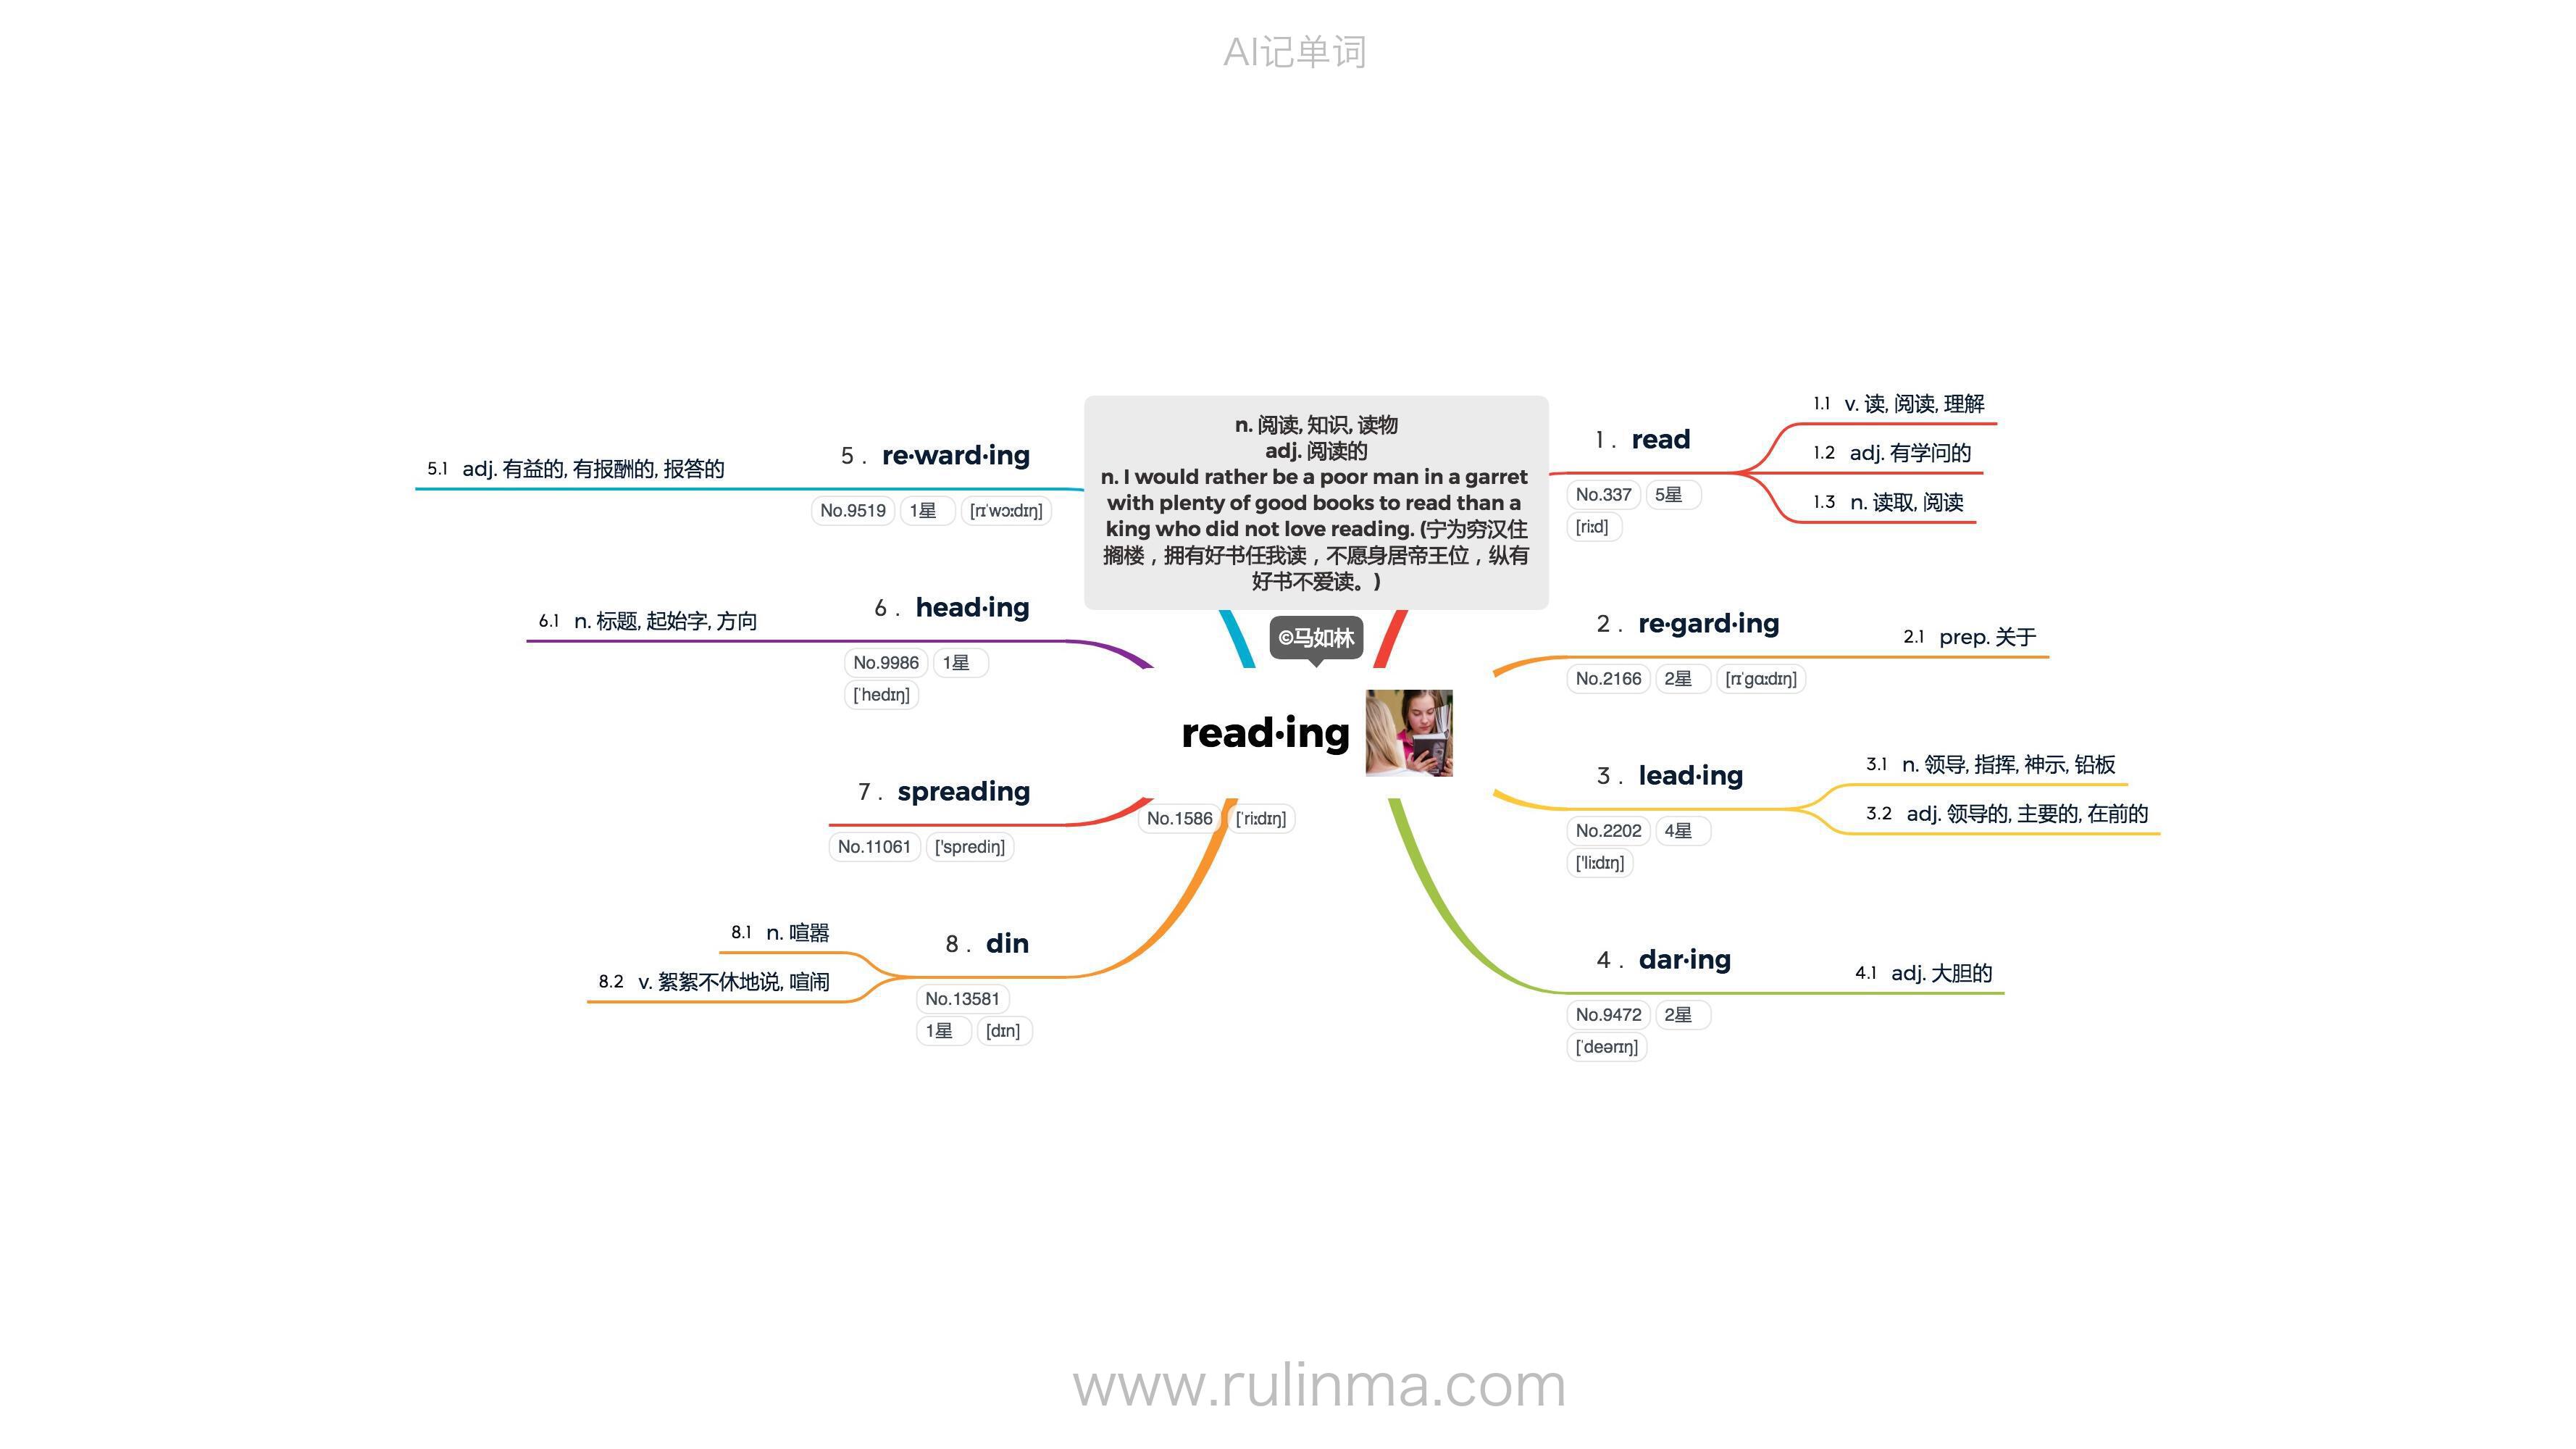 AI记单词
n. 阅读, 知识, 读物
adj. 阅读的
n. I would rather be a poor man in a garret
with plenty of good books to read than a
king who did not love reading. (宁为穷汉住
搁楼，拥有好书任我读，不愿身居帝王位，纵有
好书不爱读。)
©马如林
read·ing
No.1586 [ˈriːdɪŋ]
1. read
No.337 5星
[riːd]
1.1 v. 读, 阅读, 理解
1.2 adj. 有学问的
1.3 n. 读取, 阅读
2. re·gard·ing
No.2166 2星 [rɪˈɡɑːdɪŋ]
2.1 prep. 关于
3. lead·ing
No.2202 4星
['liːdɪŋ]
3.1 n. 领导, 指挥, 神示, 铅板
3.2 adj. 领导的, 主要的, 在前的
4. dar·ing
No.9472 2星
[ˈdeərɪŋ]
4.1 adj. 大胆的
5. re·ward·ing
No.9519 1星 [rɪˈwɔːdɪŋ]
5.1 adj. 有益的, 有报酬的, 报答的
6. head·ing
No.9986 1星
[ˈhedɪŋ]
6.1 n. 标题, 起始字, 方向
7. spreading
No.11061 ['sprediŋ]
8. din
No.13581
1星 [dɪn]
8.1 n. 喧嚣
8.2 v. 絮絮不休地说, 喧闹
www.rulinma.com